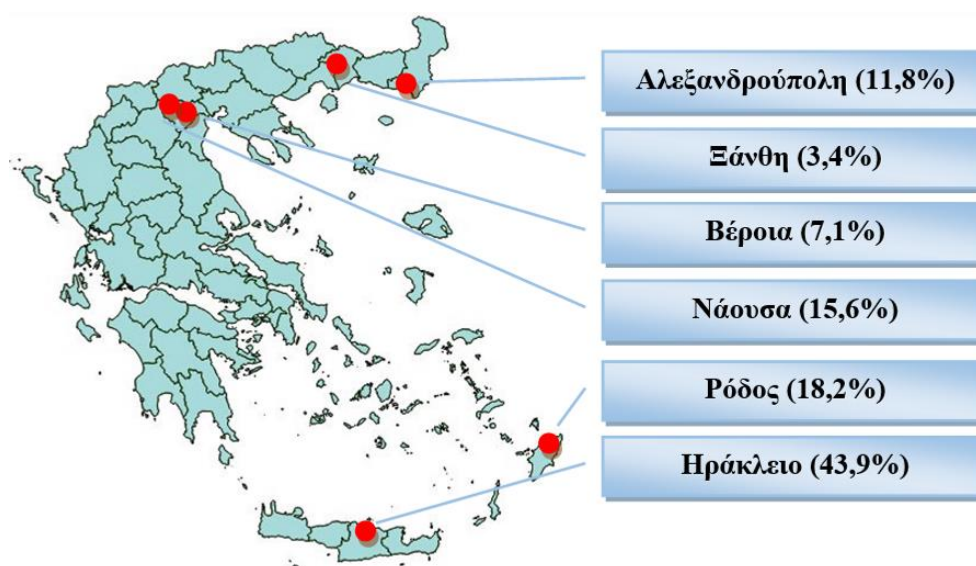 Αλεξανδρούπολη (11,8%)
Ξάνθη (3,4%)
Βέροια (7,1%)
Νάουσα (15,6%)
Ρόδος (18,2%)
Ηράκλειο (43,9%)